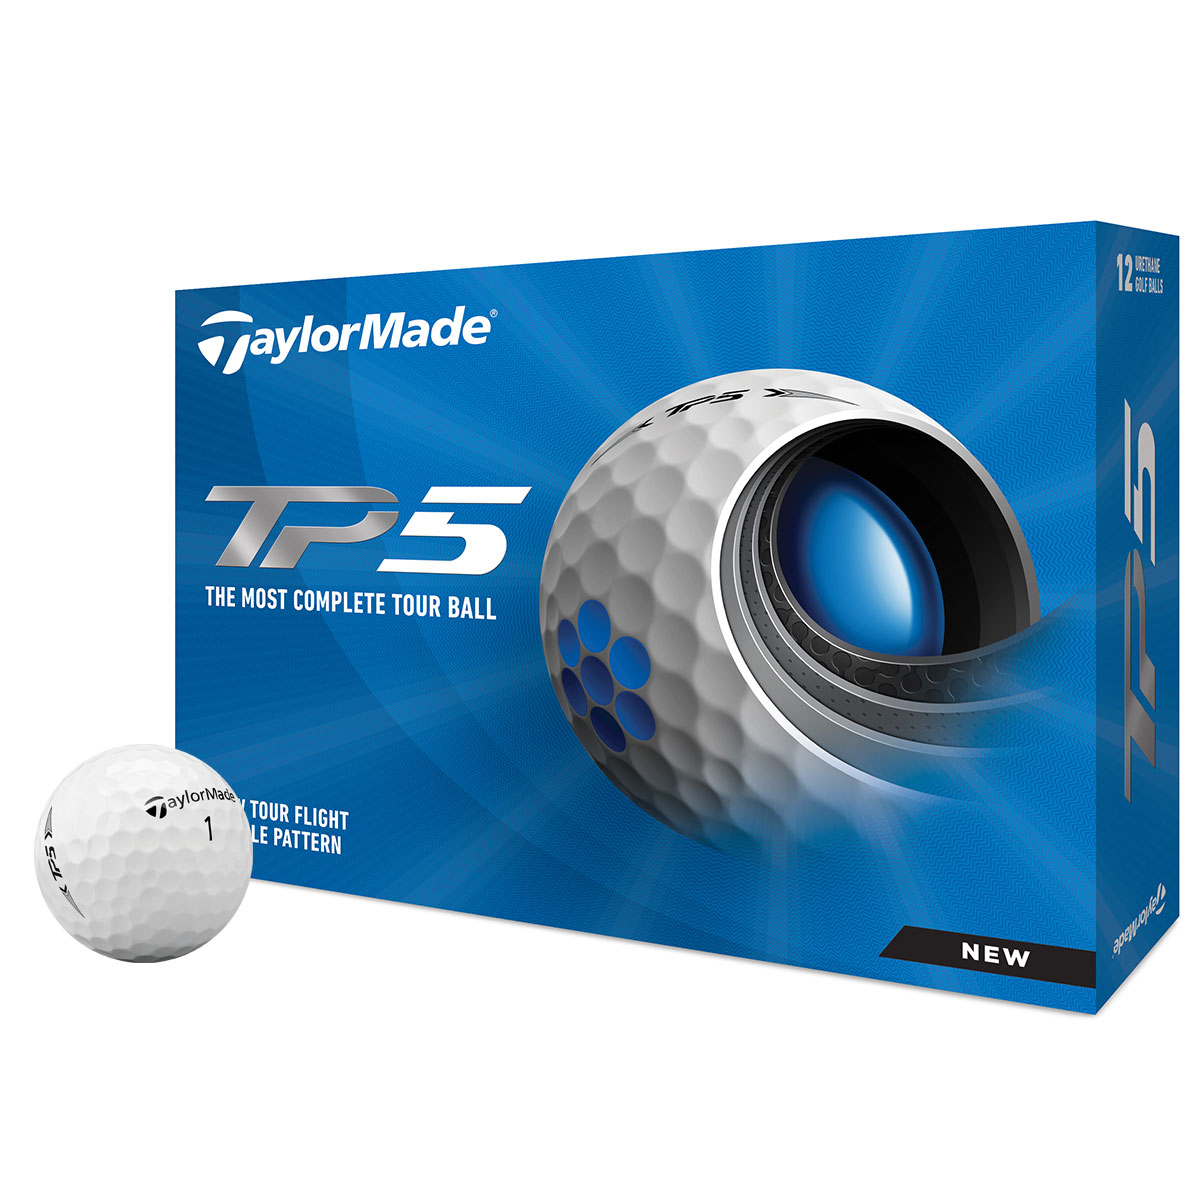 TaylorMade®
TP5
THE MOST COMPLETE TOUR BALL
TOUR FLIGHT
PATTERN
NEW
12 URETHANE
GOLF BALLS
TP5
TaylorMade
TP5
TaylorMade
1
TP5